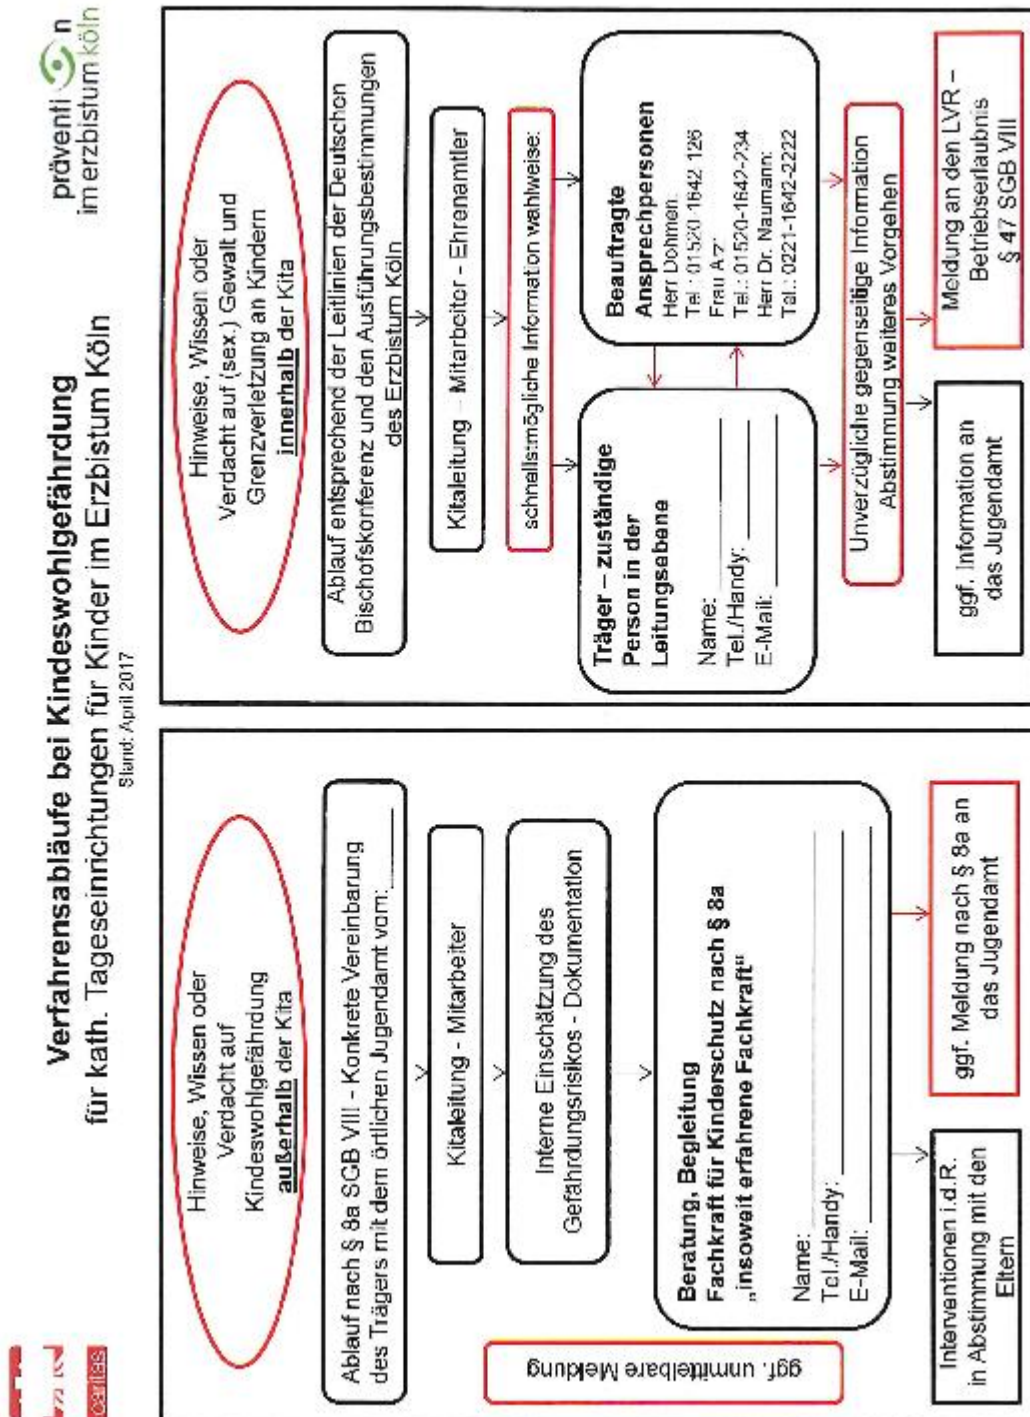 Verfahrensabläufe bei Kindeswohlgefährdung
für kath. Tageseinrichtungen für Kinder im Erzbistum Köln
Stand: April 2017
caritas
präventi n
im erzbistum köln
Hinweise, Wissen oder
Verdacht auf
Kindeswohlgefährdung
außerhalb der Kita
Ablauf nach § 8a SGB VIII - Konkrete Vereinbarung
des Trägers mit dem örtlichen Jugendamt vom:
Kitaleitung - Mitarbeiter
Interne Einschätzung des
Gefährdungsrisikos - Dokumentation
ggf. unmittelbare Meldung
Beratung, Begleitung
Fachkraft für Kinderschutz nach § 8a
„insoweit erfahrene Fachkraft“
Name:
Tel./Handy:
E-Mail:
Interventionen i.d.R.
in Abstimmung mit den
Eltern
ggf. Meldung nach § 8a an
das Jugendamt
Hinweise, Wissen oder
Verdacht auf (sex.) Gewalt und
Grenzverletzung an Kindern
innerhalb der Kita
Ablauf entsprechend der Leitlinien der Deutschen
Bischofskonferenz und den Ausführungsbestimmungen
des Erzbistum Köln
Kitaleitung – Mitarbeiter - Ehrenamtler
schnellstmögliche Information wahlweise:
Träger – zuständige
Person in der
Leitungsebene
Name:
Tel./Handy:
E-Mail:
Beauftragte
Ansprechpersonen
Herr Dohmen:
Tel.: 01520-1642 126
Frau
Tel.: 01520-1642-234
Herr Dr. Naumann:
Tel.: 0221-1642-2222
Unverzügliche gegenseitige Information
Abstimmung weiteres Vorgehen
ggf. Information an
das Jugendamt
Meldung an den LVR –
Betriebserlaubnis
§ 47 SGB VIII